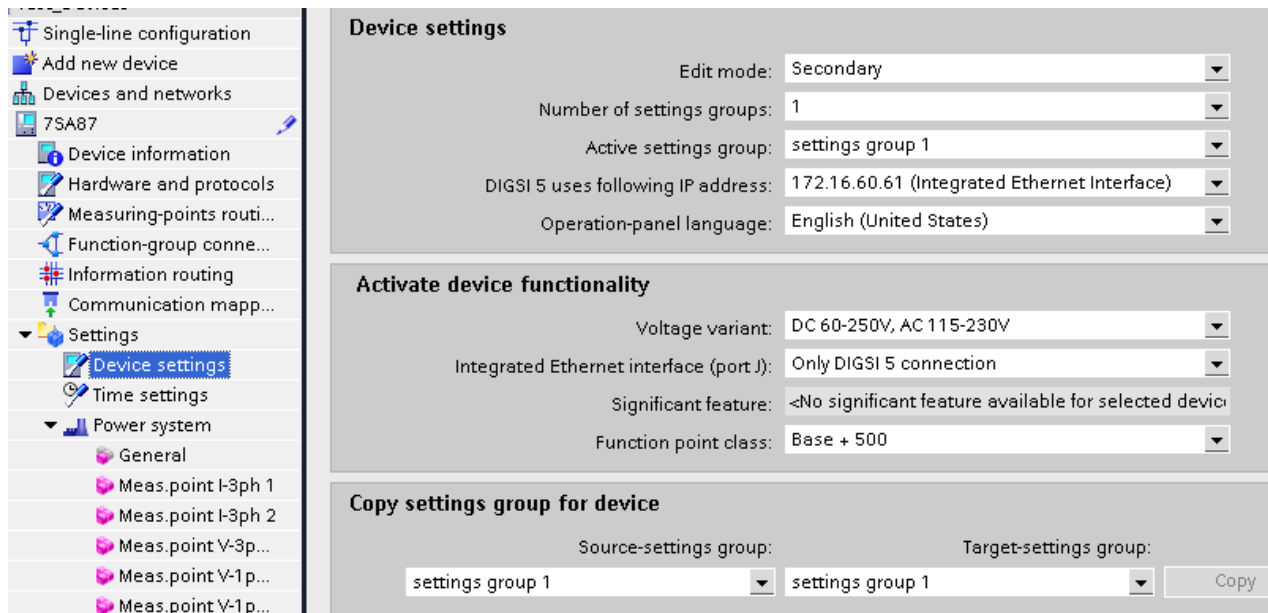 Single-line configuration
Add new device
Devices and networks
7SA87
Device information
Hardware and protocols
Measuring-points routi...
Function-group conne...
Information routing
Communication mapp...
Settings
Device settings
Time settings
Power system
General
Meas.point I-3ph 1
Meas.point I-3ph 2
Meas.point V-3p...
Meas.point V-1p...
Meas.point V-1p...
Device settings
Edit mode: Secondary
Number of settings groups: 1
Active settings group: settings group 1
DIGSI 5 uses following IP address: 172.16.60.61 (Integrated Ethernet Interface)
Operation-panel language: English (United States)
Activate device functionality
Voltage variant: DC 60-250V, AC 115-230V
Integrated Ethernet interface (port J): Only DIGSI 5 connection
Significant feature: <No significant feature available for selected devic
Function point class: Base + 500
Copy settings group for device
Source-settings group: Target-settings group:
settings group 1 settings group 1 Copy